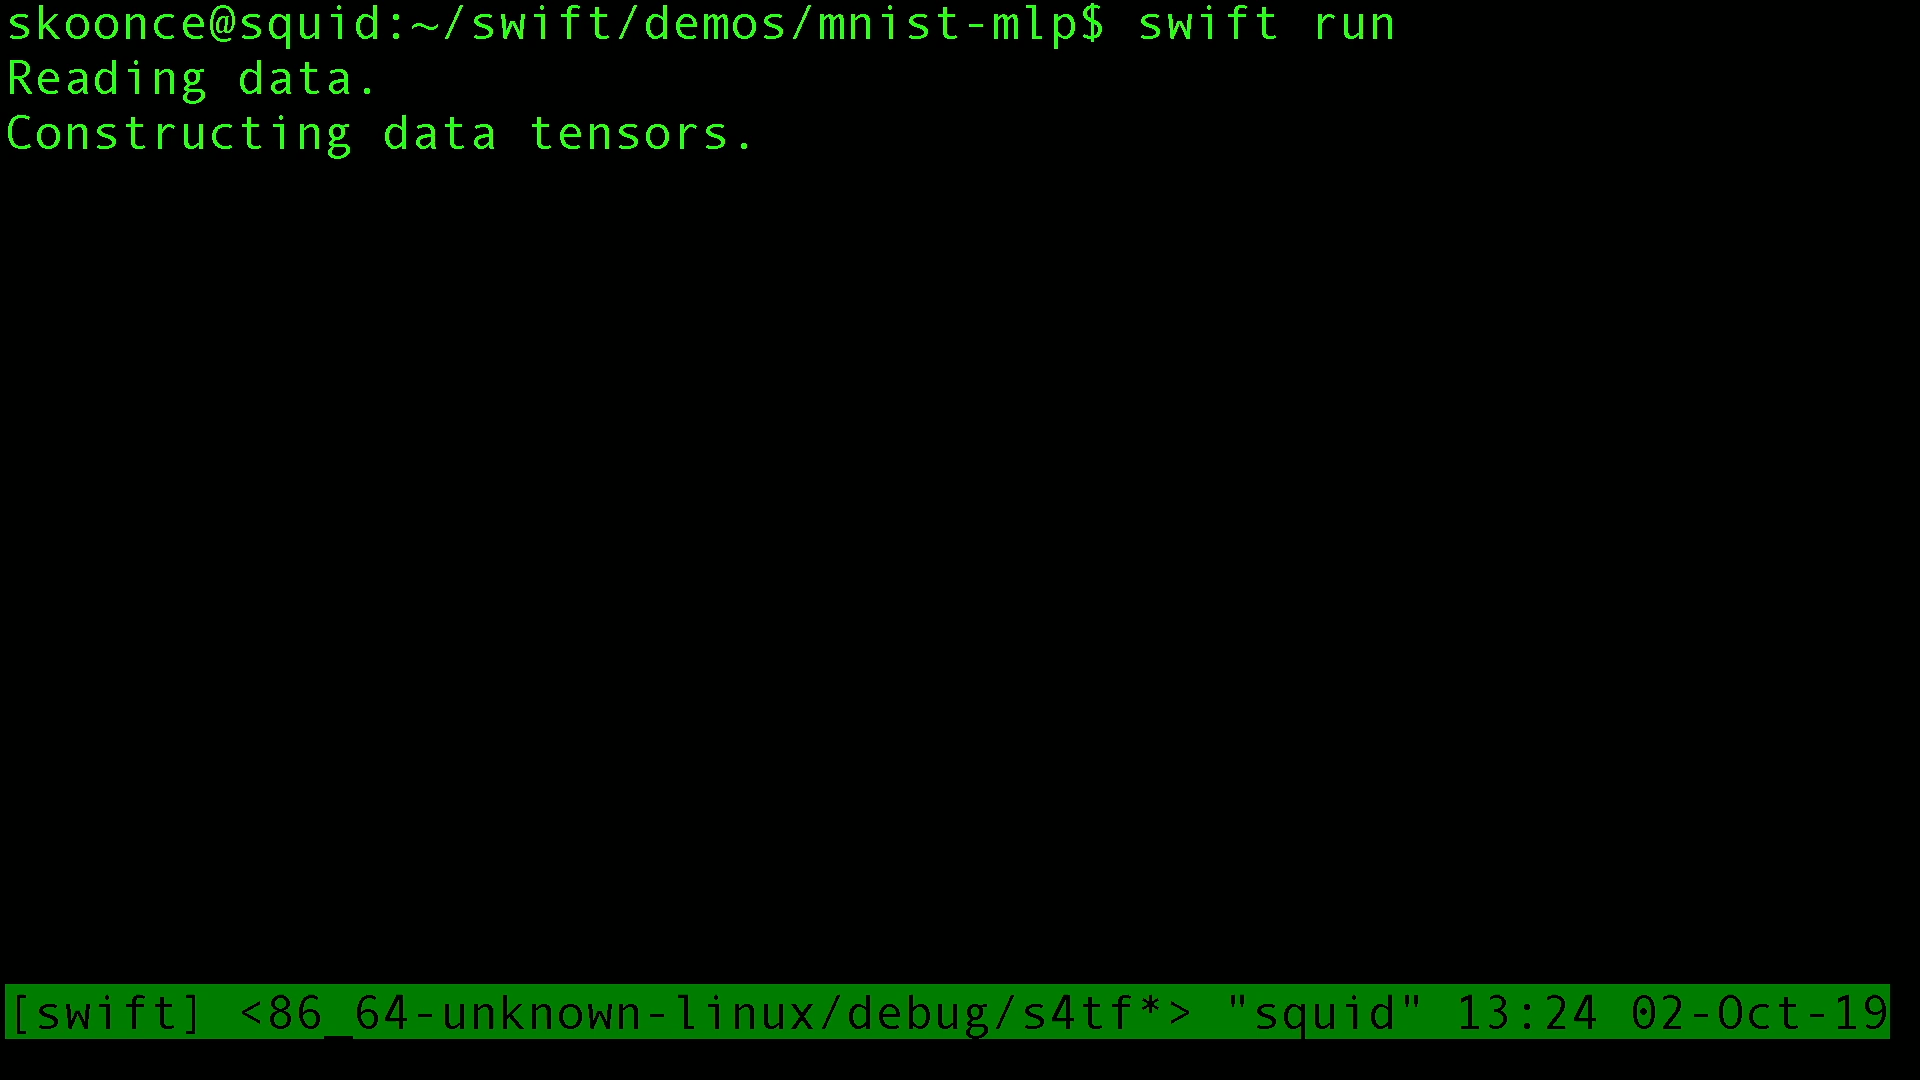 skoonce@squid:~/swift/demos/mnist-mlp$ swift run
Reading data.
Constructing data tensors.
[swift] <86_64-unknown-linux/debug/s4tf*> "squid" 13:24 02-Oct-19